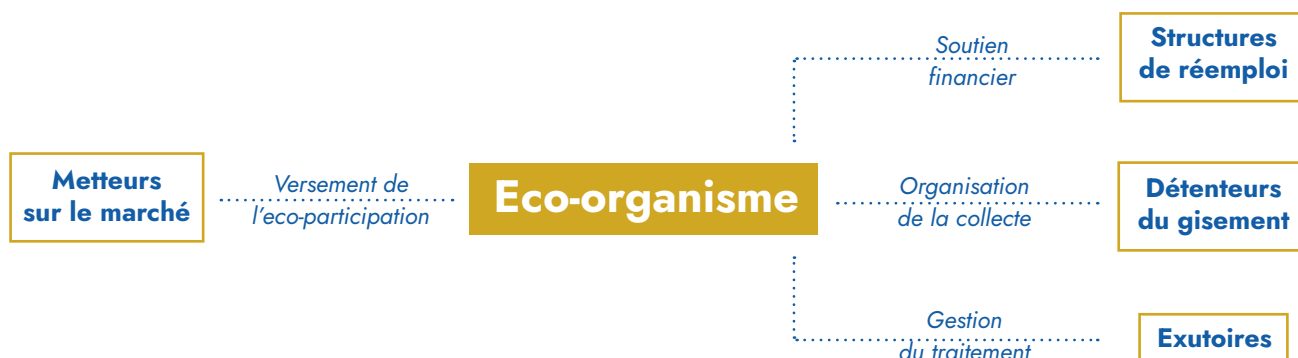 Metteurs
sur le marché
Versement de
l'eco-participation
Eco-organisme
Soutien
financier
Structures
de réemploi
Organisation
de la collecte
Détenteurs
du gisement
Gestion
du traitement
Exutoires